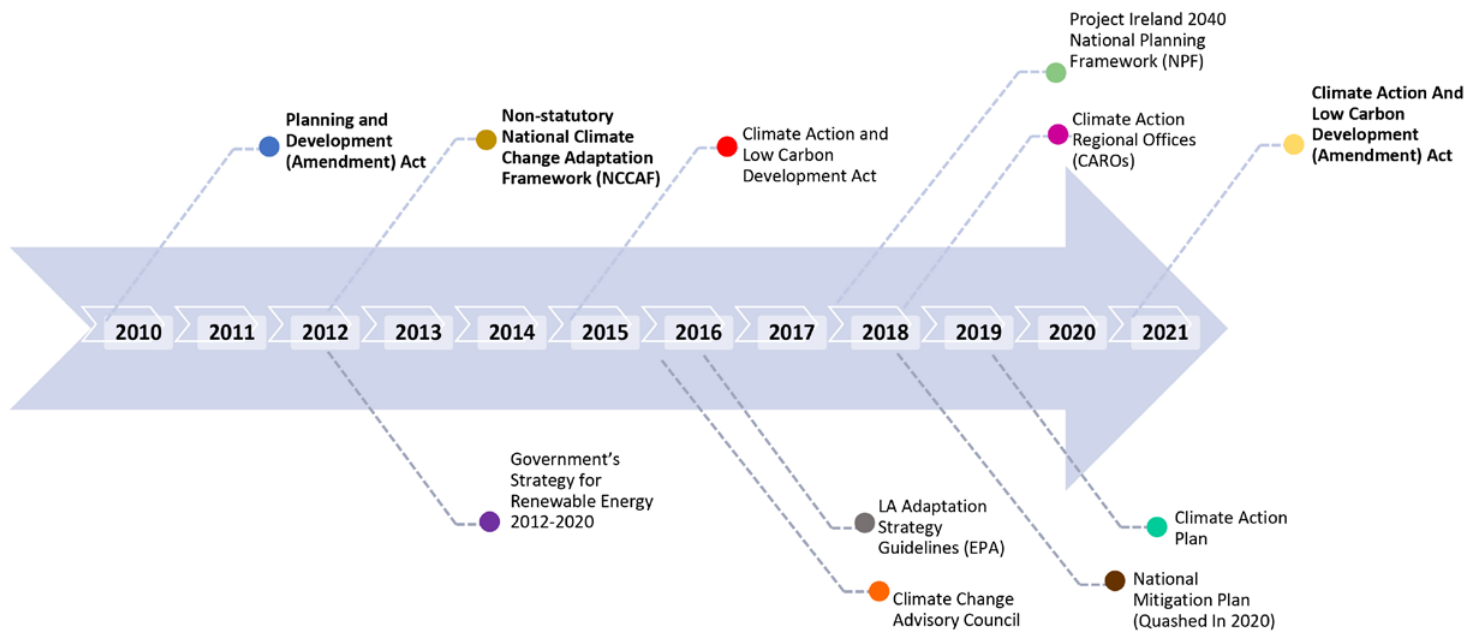 Project Ireland 2040
National Planning
Framework (NPF)
Planning and
Development
(Amendment) Act
Non-statutory
National Climate
Change Adaptation
Framework (NCCAF)
Climate Action and
Low Carbon
Development Act
Climate Action
Regional Offices
(CAROs)
Climate Action And
Low Carbon
Development
(Amendment) Act
2010 2011 2012 2013 2014 2015 2016 2017 2018 2019 2020 2021
Government’s
Strategy for
Renewable Energy
2012-2020
LA Adaptation
Strategy
Guidelines (EPA)
Climate Change
Advisory Council
Climate Action
Plan
National
Mitigation Plan
(Quashed In 2020)